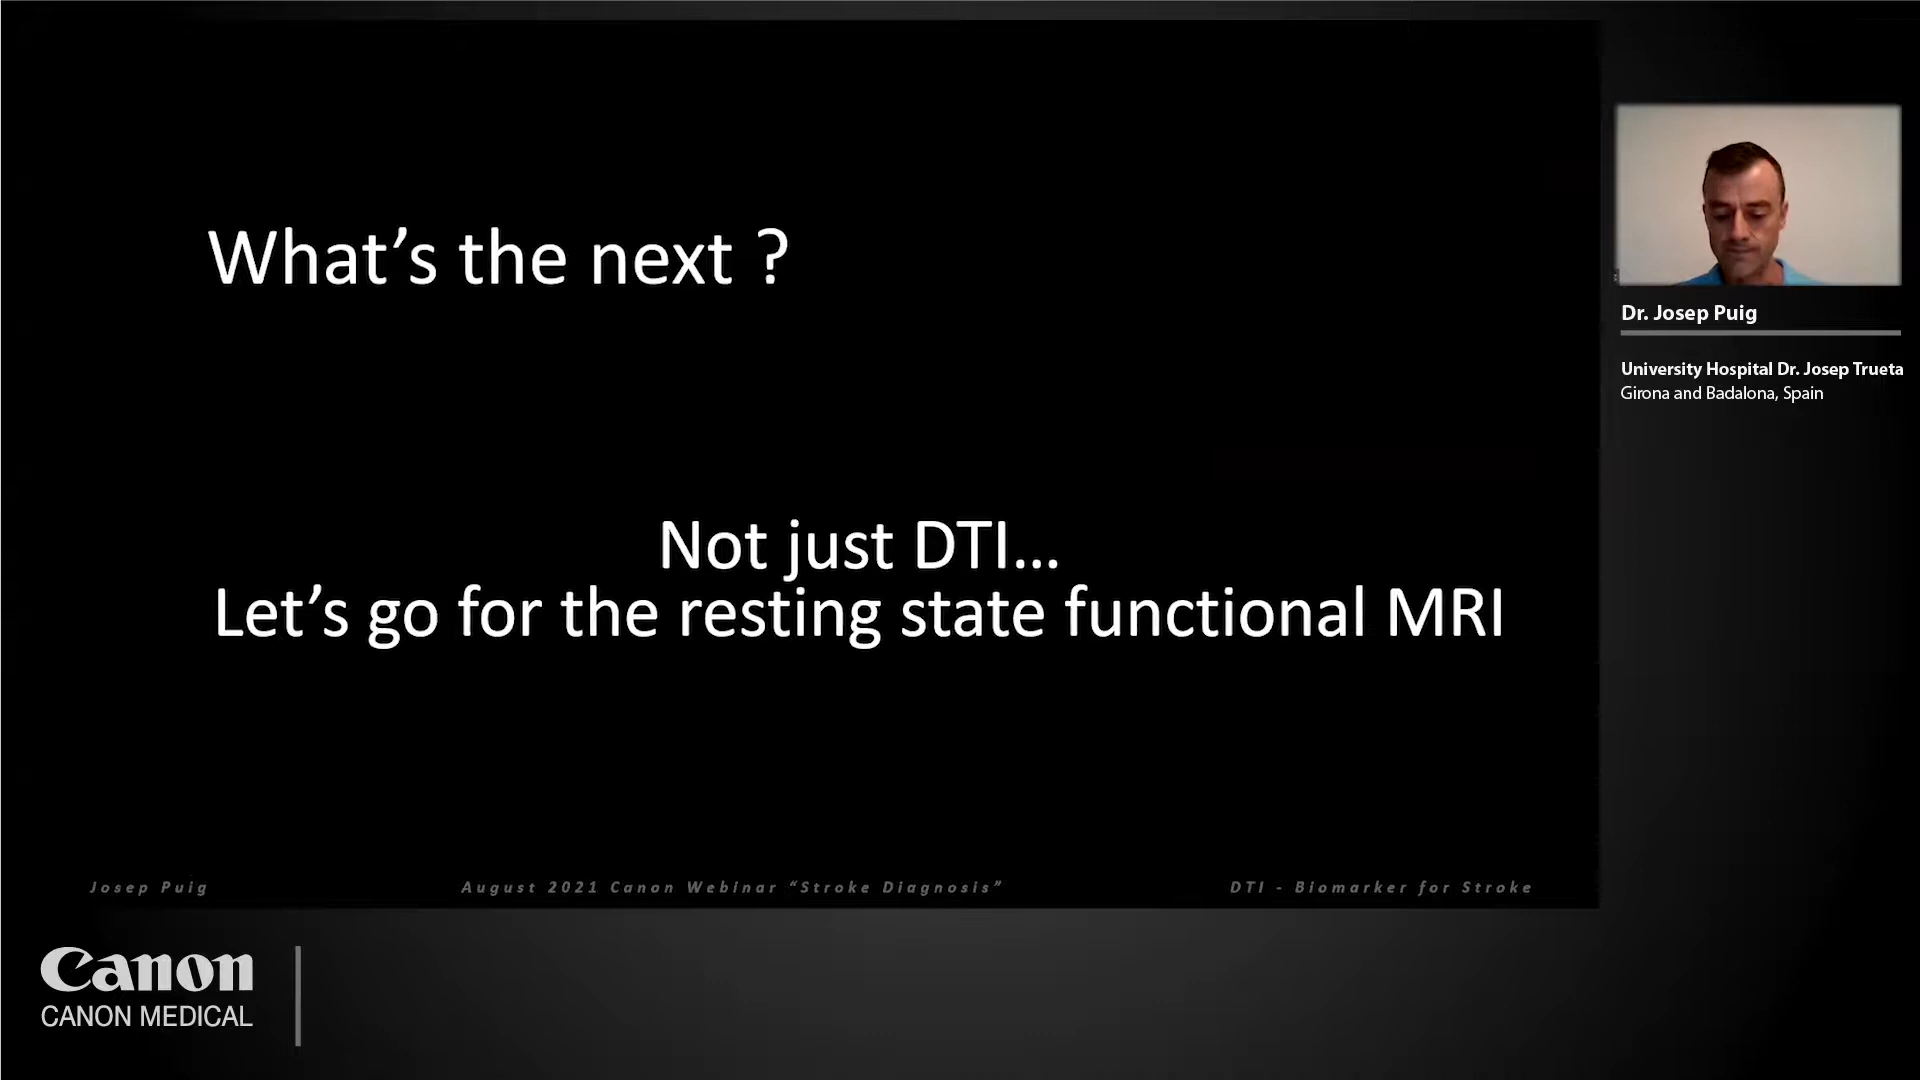 What’s the next ?
Not just DTI...
Let’s go for the resting state functional MRI
Josep Puig
August 2021 Canon Webinar “Stroke Diagnosis”
DTI - Biomarker for Stroke
Dr. Josep Puig
University Hospital Dr. Josep Trueta
Girona and Badalona, Spain
Canon
CANON MEDICAL